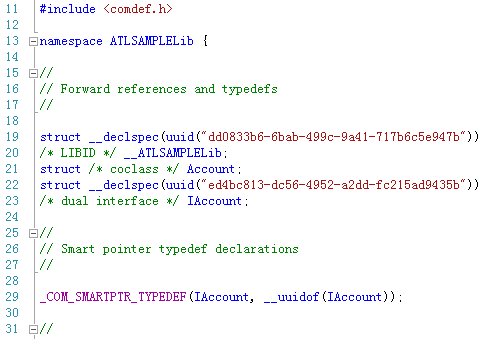 11 #include <comdef.h>
12
13 namespace ATLSAMPLELib {
14
15 //
16 // Forward references and typedefs
17 //
18
19 struct __declspec(uuid("dd0833b6-6bab-499c-9a41-717b6c5e947b"))
20 /* LIBID */ __ATLSAMPLELib;
21 struct /* coclass */ Account;
22 struct __declspec(uuid("ed4bc813-dc56-4952-a2dd-fc215ad9435b"))
23 /* dual interface */ IAccount;
24
25 //
26 // Smart pointer typedef declarations
27 //
28
29 _COM_SMARTPTR_TYPEDEF(IAccount, __uuidof(IAccount));
30
31 //